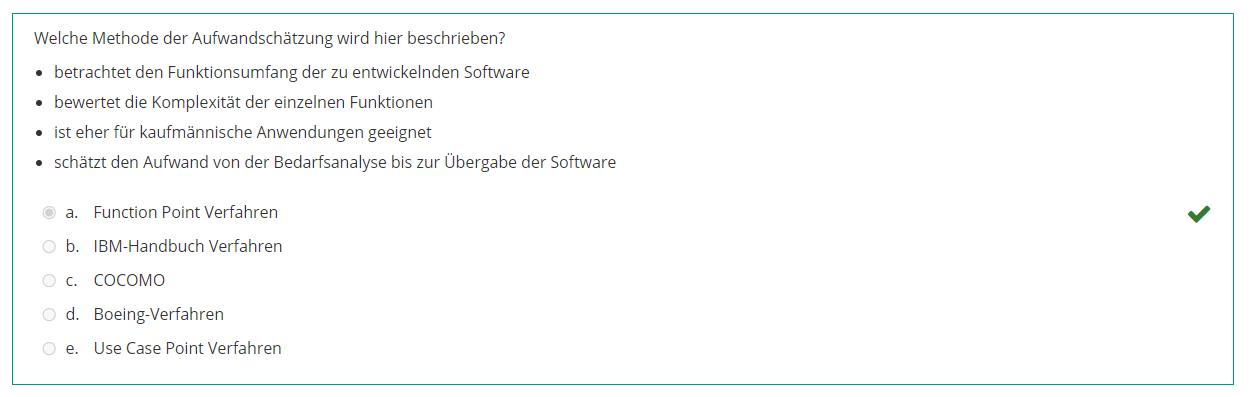 Welche Methode der Aufwandschätzung wird hier beschrieben?
• betrachtet den Funktionsumfang der zu entwickelnden Software
• bewertet die Komplexität der einzelnen Funktionen
• ist eher für kaufmännische Anwendungen geeignet
• schätzt den Aufwand von der Bedarfsanalyse bis zur Übergabe der Software
a. Function Point Verfahren
b. IBM-Handbuch Verfahren
c. COCOMO
d. Boeing-Verfahren
e. Use Case Point Verfahren